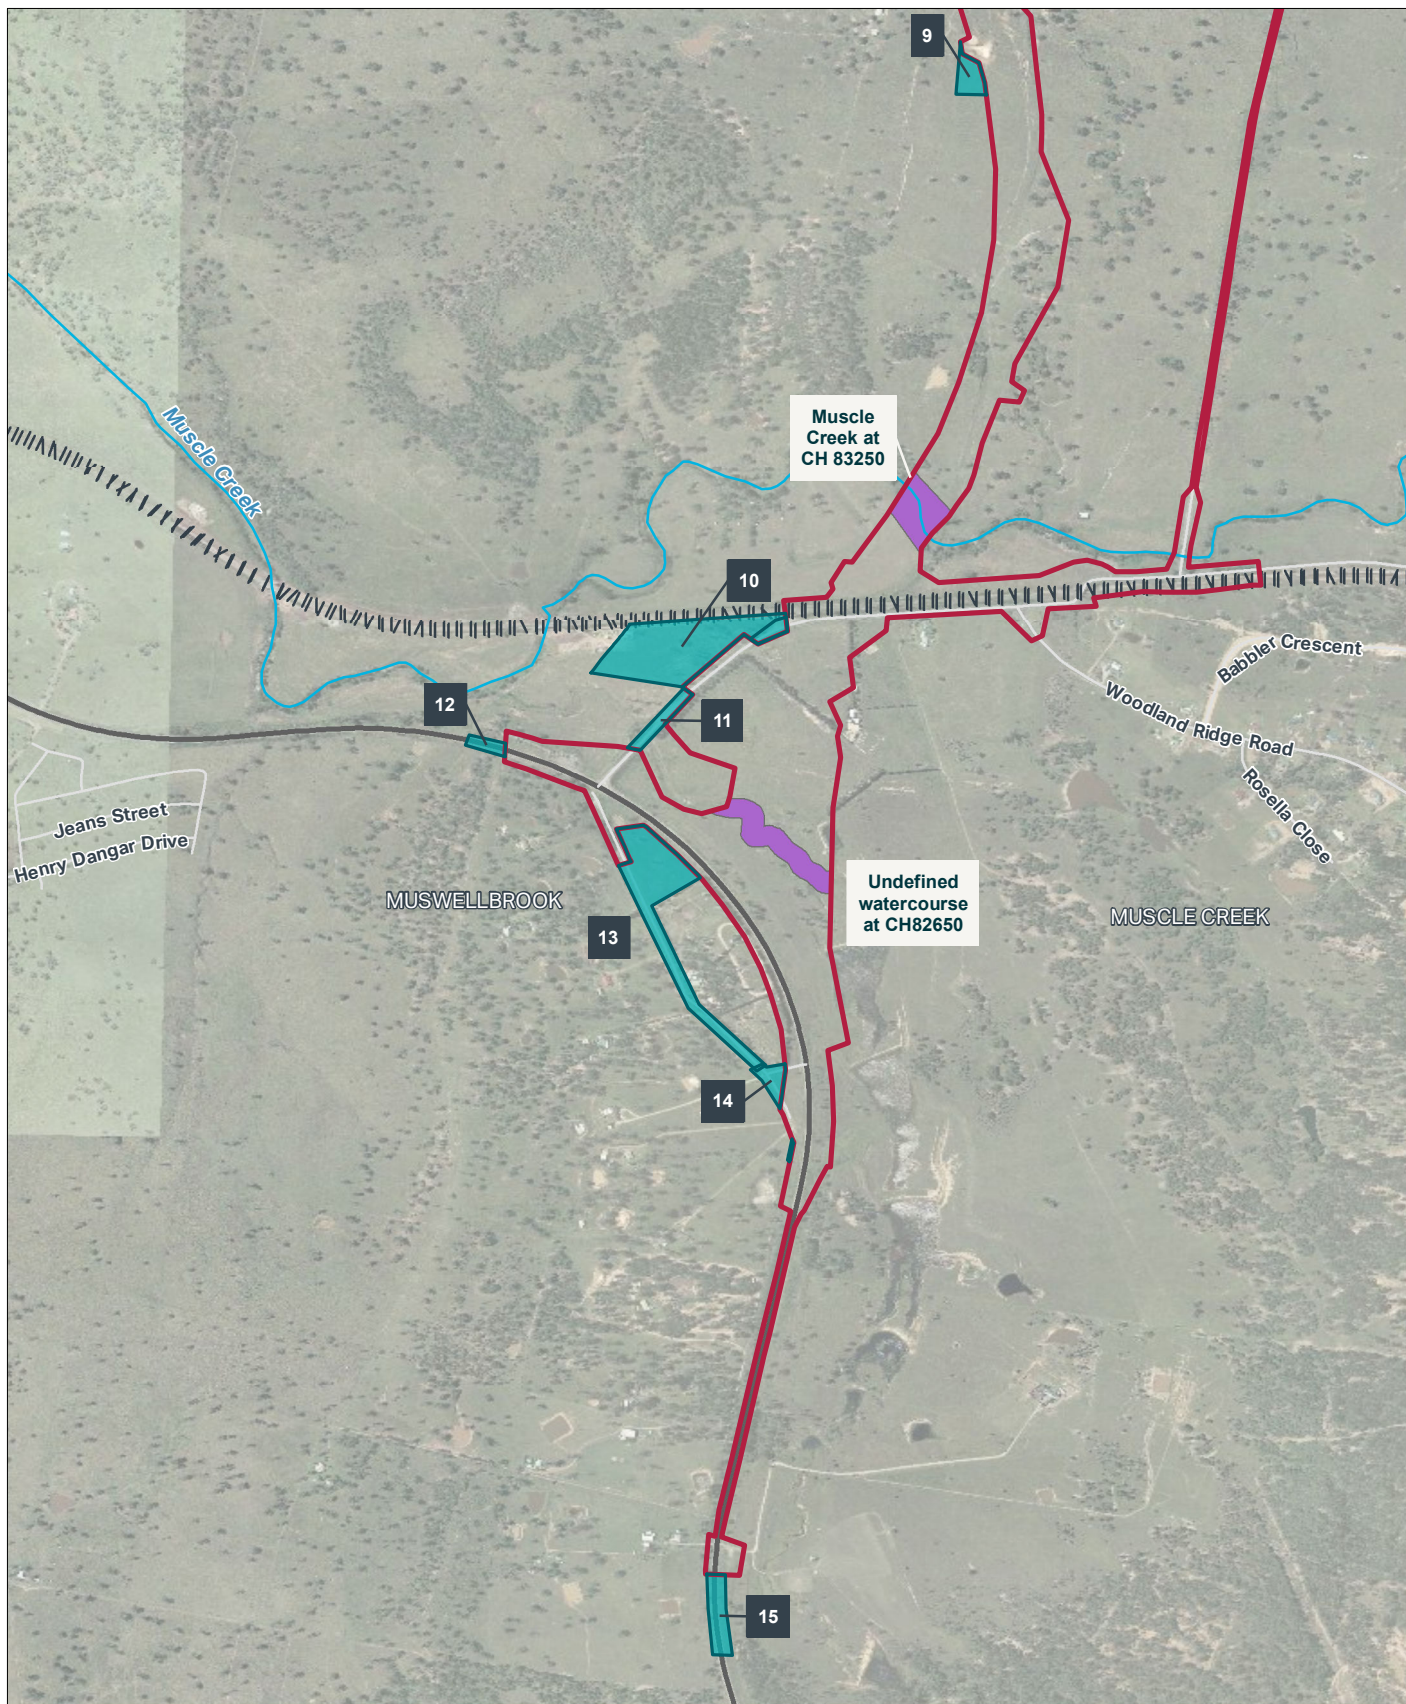 9
Muscle Creek
Muscle
Creek at
CH 83250
10
Babbler Crescent
12
11
Woodland Ridge Road
Rosella Close
Jeans Street
Henry Dangar Drive
MUSWELLBROOK
Undefined
watercourse
at CH82650
MUSCLE CREEK
13
14
15